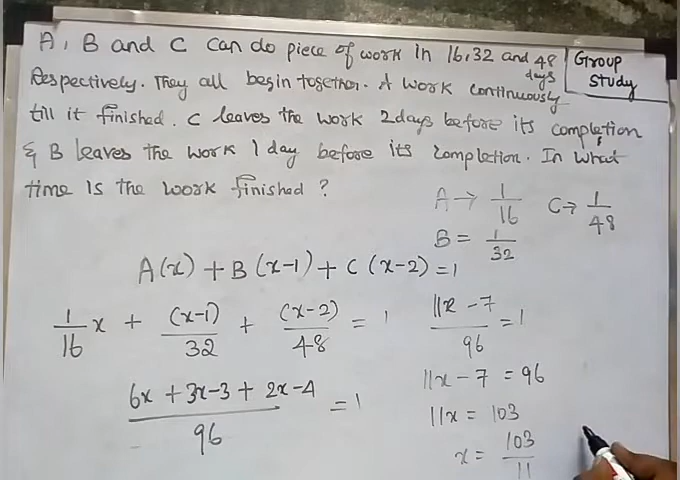 A, B and C can do piece of work in 16,32 and 48 days
Group Study
Respectively. They all begin together. A work continuously
till it finished. C leaves the work 2days before its completion
& B leaves the work 1 day before its completion. In what
time is the work finished?
A → 1/16 C → 1/48
B = 1/32
A(x) + B(x-1) + C(x-2) = 1
1/16 x + (x-1)/32 + (x-2)/48 = 1
(6x + 3x-3 + 2x-4)/96 = 1
(11x - 7)/96 = 1
11x - 7 = 96
11x = 103
x = 103/11